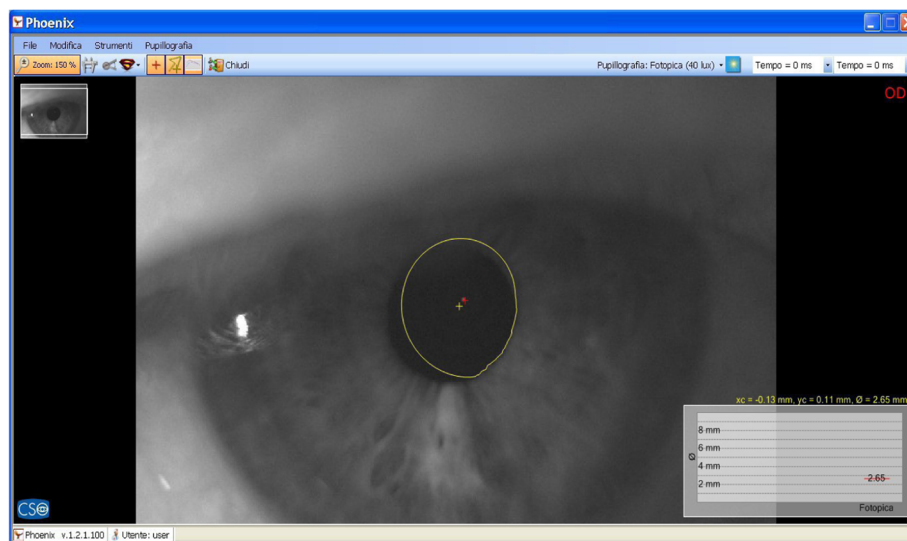 Phoenix
File Modifica Strumenti Pupillografia
Zoom: 150 % Chiudi Pupillografia: Fotopica (40 lux) Tempo = 0 ms Tempo = 0 ms
OD
xc = -0.13 mm, yc = 0.11 mm, Ø = 2.65 mm
8 mm
6 mm
Ø
4 mm
2.65
2 mm
Fotopica
CSO
Phoenix v.1.2.1.100 Utente: user